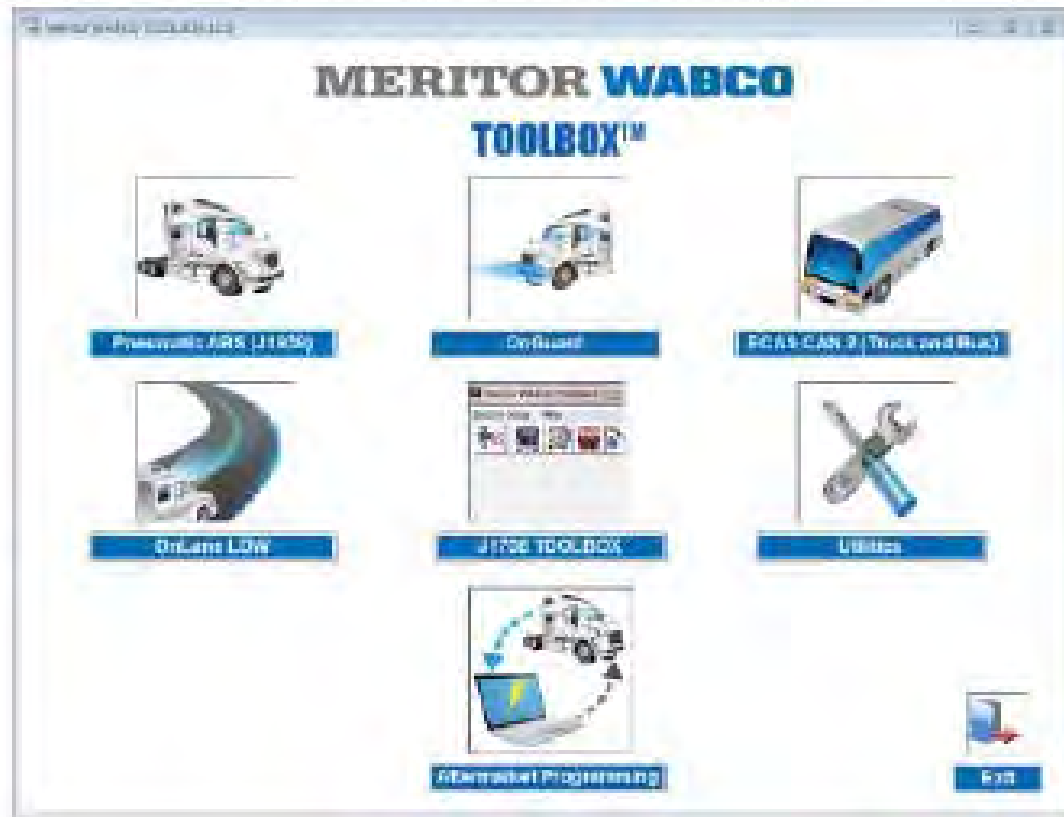 MERITOR WABCO
TOOLBOX™
Pneumatic ABS (J1939)
OnGuard
ECAS CAN 2 (Truck and Bus)
OnLane LDW
J1708 TOOLBOX
Utilities
Aftermarket Programming
Exit